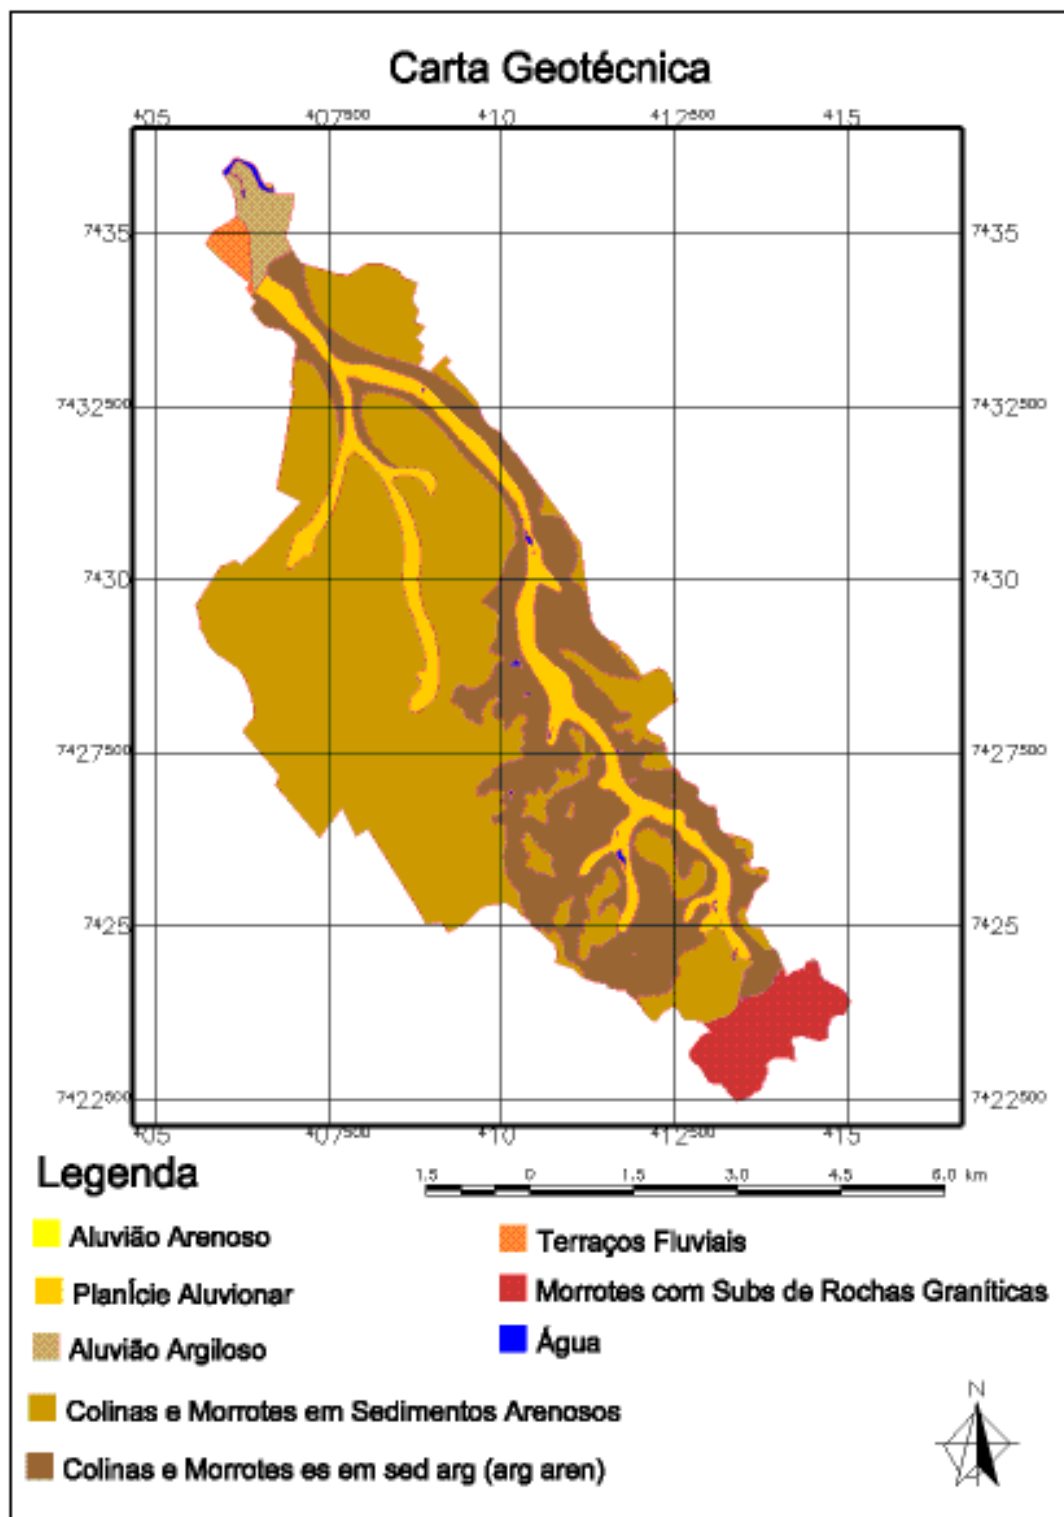 Carta Geotécnica
405 407500 410 412500 415
7435 7435
7432500 7432500
7430 7430
7427500 7427500
7425 7425
7422500 7422500
405 407500 410 412500 415
Legenda
1.5 0 1.5 3.0 4.5 6.0 km
Aluvião Arenoso
Planície Aluvionar
Aluvião Argiloso
Colinas e Morrotes em Sedimentos Arenosos
Colinas e Morrotes es em sed arg (arg aren)
Terraços Fluviais
Morrotes com Subs de Rochas Graníticas
Água
N